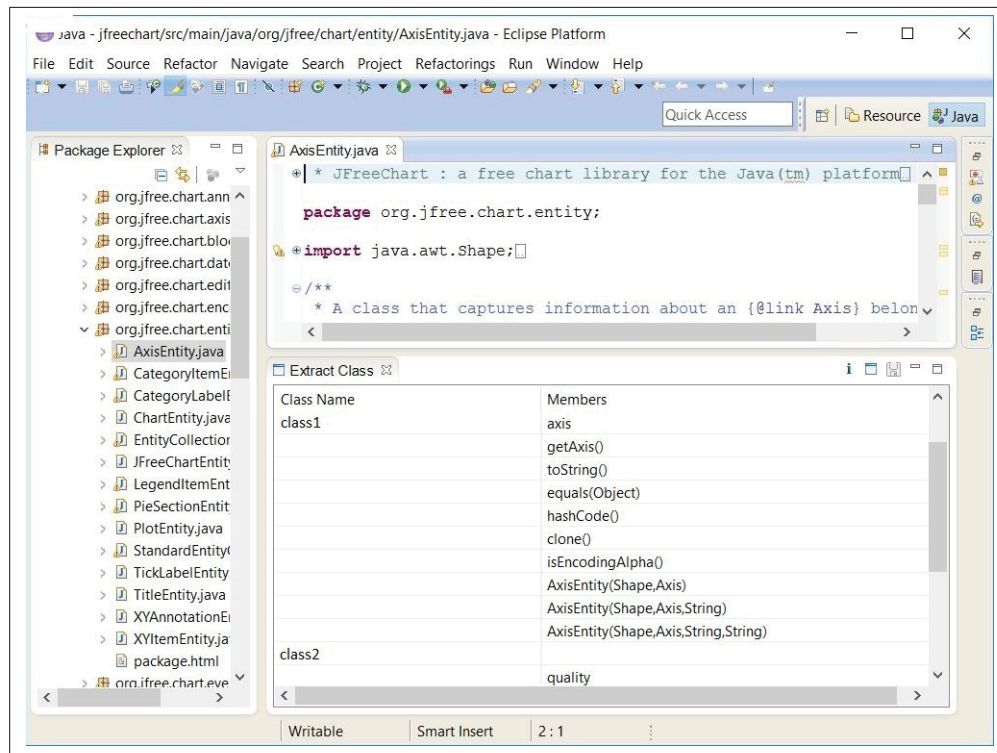 Java - jfreechart/src/main/java/org/jfree/chart/entity/AxisEntity.java - Eclipse Platform
File Edit Source Refactor Navigate Search Project Refactorings Run Window Help
Quick Access
Resource
Java
Package Explorer
org.jfree.chart.ann
org.jfree.chart.axis
org.jfree.chart.blo
org.jfree.chart.dat
org.jfree.chart.edit
org.jfree.chart.enc
org.jfree.chart.enti
AxisEntity.java
CategoryItemE
CategoryLabelE
ChartEntity.java
EntityCollection
JFreeChartEntity
LegendItemEnt
PieSectionEntit
PlotEntity.java
StandardEntityC
TickLabelEntity
TitleEntity.java
XYAnnotationE
XYItemEntity.ja
package.html
org.jfree.chart.eve
AxisEntity.java
* JFreeChart : a free chart library for the Java(tm) platform
package org.jfree.chart.entity;
import java.awt.Shape;
/**
* A class that captures information about an {@link Axis} belon
Extract Class
Class Name Members
class1 axis
getAxis()
toString()
equals(Object)
hashCode()
clone()
isEncodingAlpha()
AxisEntity(Shape,Axis)
AxisEntity(Shape,Axis,String)
AxisEntity(Shape,Axis,String,String)
class2
quality
Writable Smart Insert 2 : 1